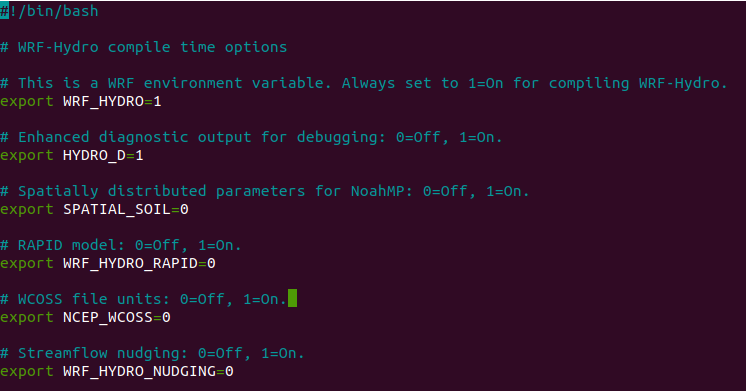 #!/bin/bash
# WRF-Hydro compile time options
# This is a WRF environment variable. Always set to 1=On for compiling WRF-Hydro.
export WRF_HYDRO=1
# Enhanced diagnostic output for debugging: 0=Off, 1=On.
export HYDRO_D=1
# Spatially distributed parameters for NoahMP: 0=Off, 1=On.
export SPATIAL_SOIL=0
# RAPID model: 0=Off, 1=On.
export WRF_HYDRO_RAPID=0
# WCOSS file units: 0=Off, 1=On.
export NCEP_WCOSS=0
# Streamflow nudging: 0=Off, 1=On.
export WRF_HYDRO_NUDGING=0